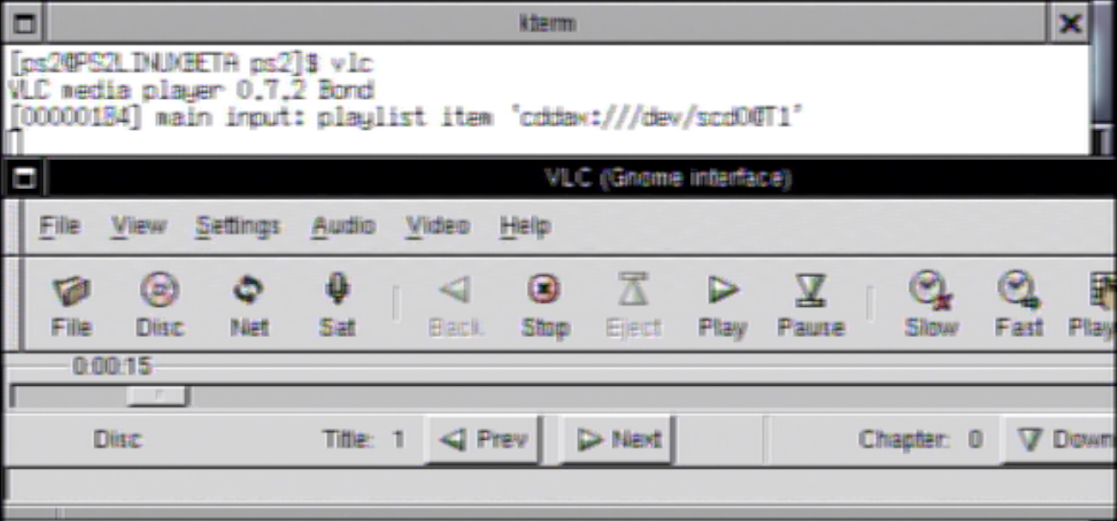 kterm
[ps2@PS2LINUXBETA ps2]$ vlc
VLC media player 0.7.2 Bond
[00000184] main input: playlist item `cddax:///dev/scd0@T1'
VLC (Gnome interface)
File View Settings Audio Video Help
File Disc Net Sat Back Stop Eject Play Pause Slow Fast Play
0:00:15
Disc Title: 1 Prev Next Chapter: 0 Down